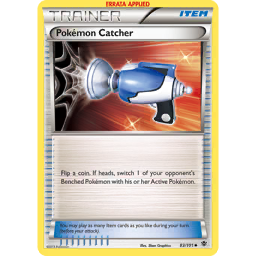 ERRATA APPLIED
TRAINER
ITEM
Pokémon Catcher
Flip a coin. If heads, switch 1 of your opponent's
Benched Pokémon with his or her Active Pokémon.
You may play as many Item cards as you like during your turn
(before your attack).
Illus. Ryo Ueda
83/101